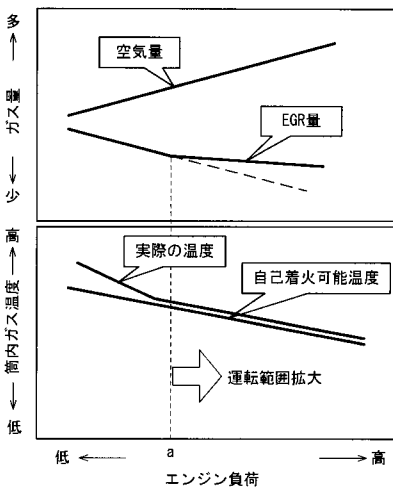 多
ガス量
少
空気量
EGR量
高
筒内ガス温度
低
実際の温度
自己着火可能温度
運転範囲拡大
低
a
高
エンジン負荷